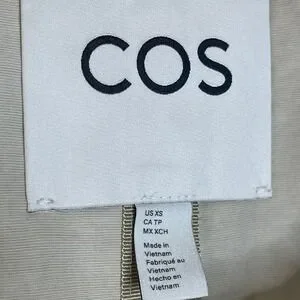 COS
US XS
CA TP
MX XCH
Made in
Vietnam
Fabriqué au
Vietnam
Hecho en
Vietnam